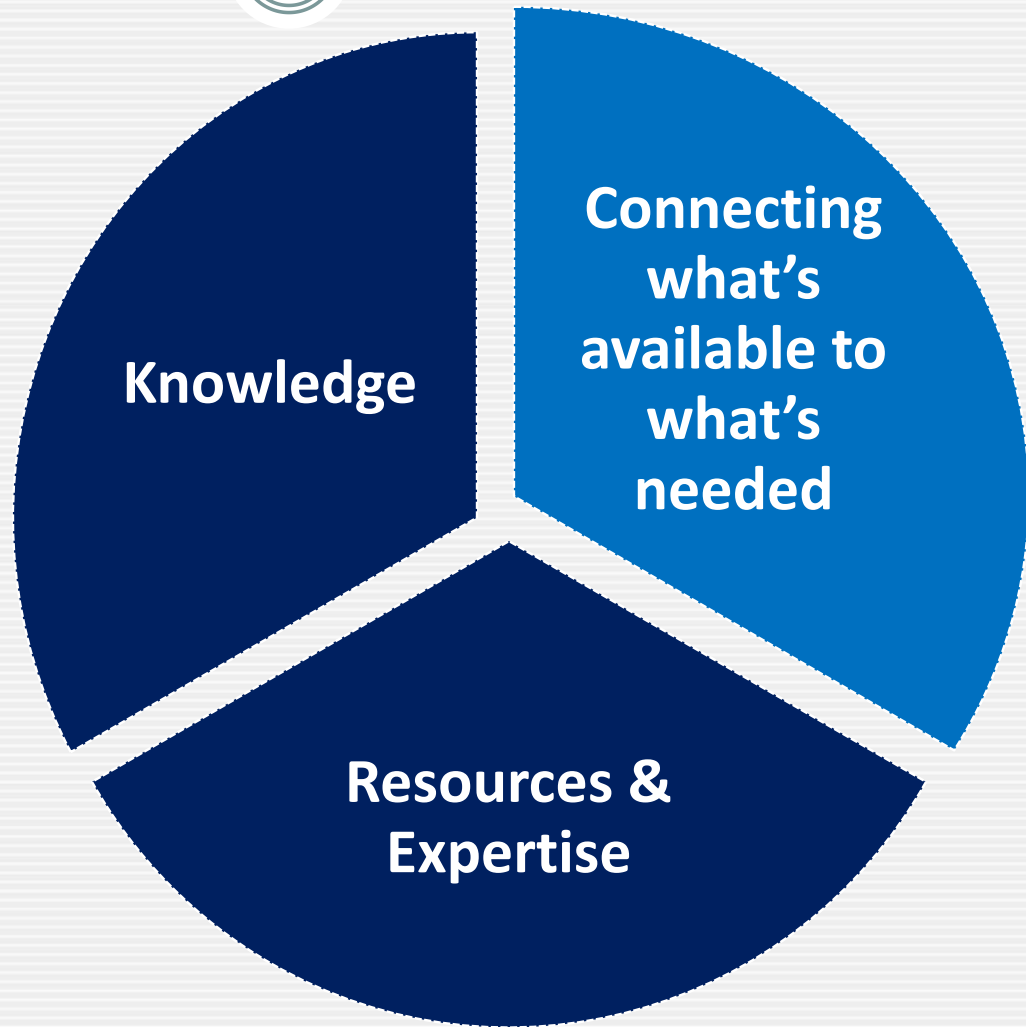 Connecting
what’s
available to
what’s
needed
Knowledge
Resources &
Expertise